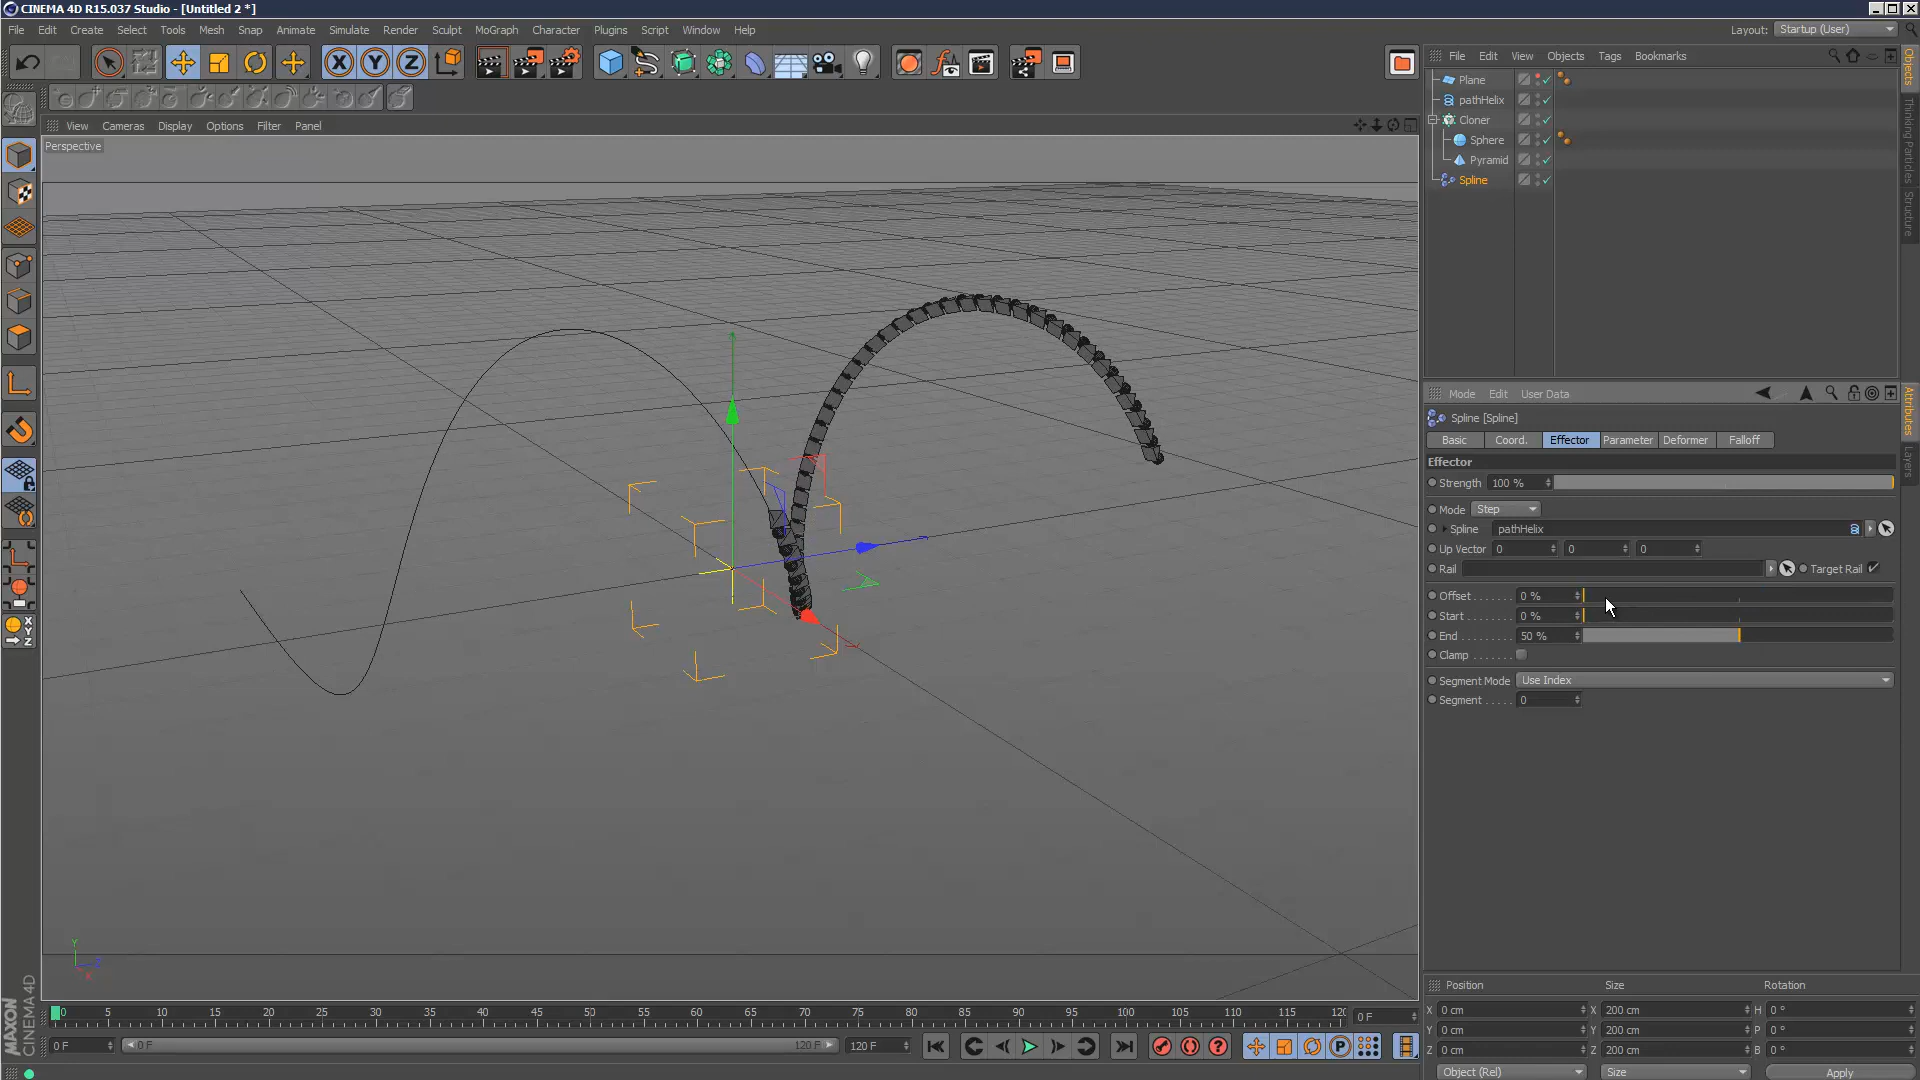 CINEMA 4D R15.037 Studio - [Untitled 2 *]
File Edit Create Select Tools Mesh Snap Animate Simulate Render Sculpt MoGraph Character Plugins Script Window Help
Layout: Startup (User)
X Y Z
File Edit View Objects Tags Bookmarks
View Cameras Display Options Filter Panel
Perspective
Plane
pathHelix
Cloner
Sphere
Pyramid
Spline
Objects
Thinking Particles
Structure
Mode Edit User Data
Attributes
Layers
Spline [Spline]
Basic Coord. Effector Parameter Deformer Falloff
Effector
Strength 100 %
Mode Step
Spline pathHelix
Up Vector 0 0 0
Rail Target Rail
Offset . . . . . . . 0 %
Start . . . . . . . . 0 %
End . . . . . . . . . 50 %
Clamp . . . . . . .
Segment Mode Use Index
Segment . . . . . 0
X Y Z
Y
0 5 10 15 20 25 30 35 40 45 50 55 60 65 70 75 80 85 90 95 100 105 110 115 120 0 F
0 F 0 F 120 F 120 F
Position Size Rotation
X 0 cm X 200 cm H 0 °
Y 0 cm Y 200 cm P 0 °
Z 0 cm Z 200 cm B 0 °
Object (Rel) Size Apply
MAXON
CINEMA 4D